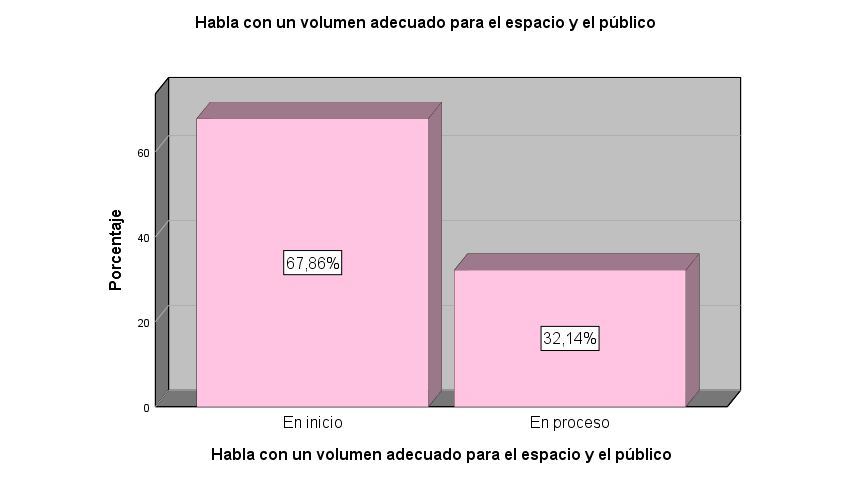 Habla con un volumen adecuado para el espacio y el público
60
40
20
0
Porcentaje
67,86%
32,14%
En inicio
En proceso
Habla con un volumen adecuado para el espacio y el público